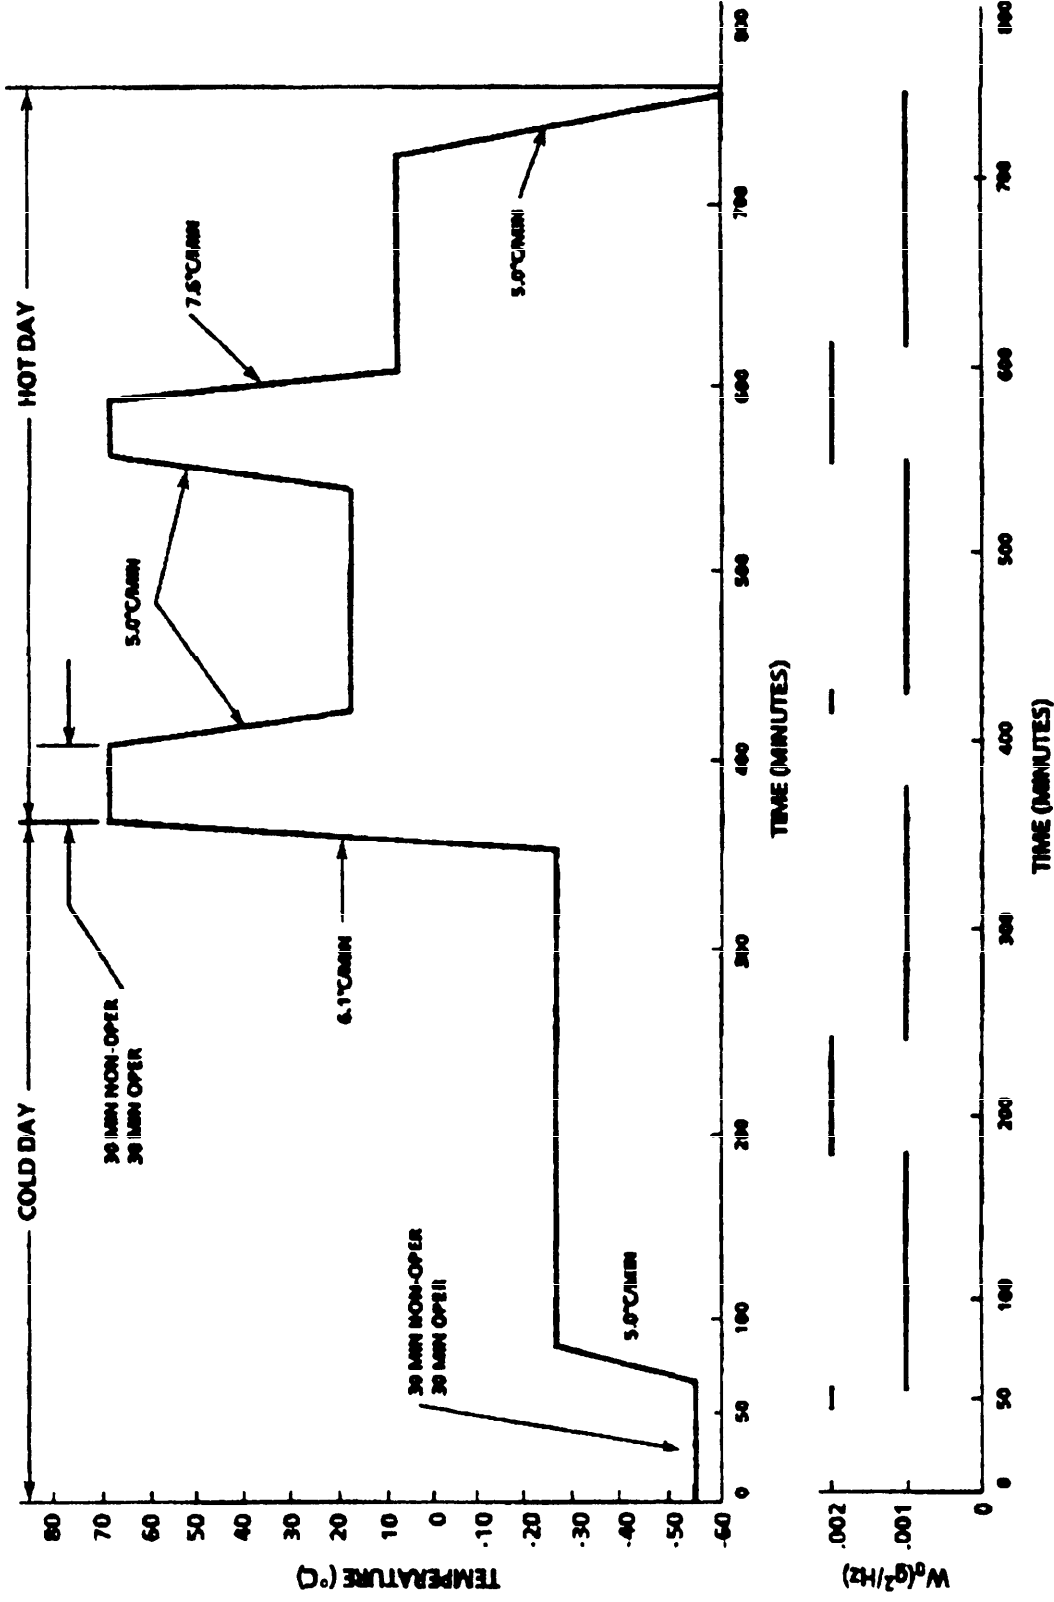 COLD DAY
HOT DAY
30 MIN NON-OPER
30 MIN OPER
6.1°C/MIN
5.0°C/MIN
7.6°C/MIN
5.0°C/MIN
30 MIN NON-OPER
30 MIN OPER
5.0°C/MIN
TEMPERATURE (°C)
80
70
60
50
40
30
20
10
0
-10
-20
-30
-40
-50
-60
0
50
100
200
300
400
500
600
700
800
TIME (MINUTES)
W₀(g²/Hz)
.002
.001
0
0
50
100
200
300
400
500
600
700
800
TIME (MINUTES)